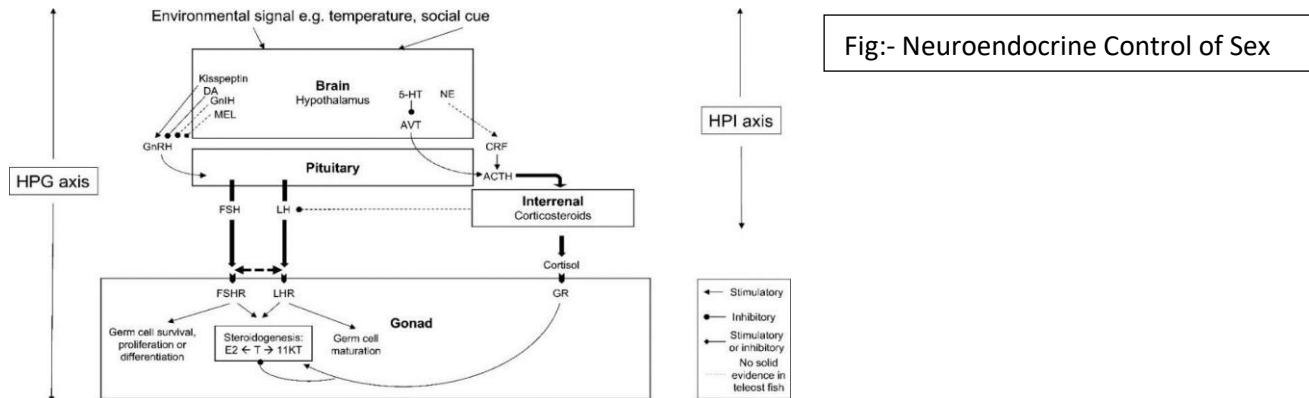 Environmental signal e.g. temperature, social cue
Fig:- Neuroendocrine Control of Sex
Brain
Hypothalamus
Kisspeptin
DA
GnIH
MEL
GnRH
5-HT
NE
AVT
CRF
HPI axis
HPG axis
Pituitary
ACTH
Interrenal
Corticosteroids
FSH
LH
Cortisol
FSHR
LHR
GR
Gonad
Germ cell survival,
proliferation or
differentiation
Steroidogenesis:
E2 ← T → 11KT
Germ cell
maturation
Stimulatory
Inhibitory
Stimulatory
or inhibitory
No solid
evidence in
teleost fish